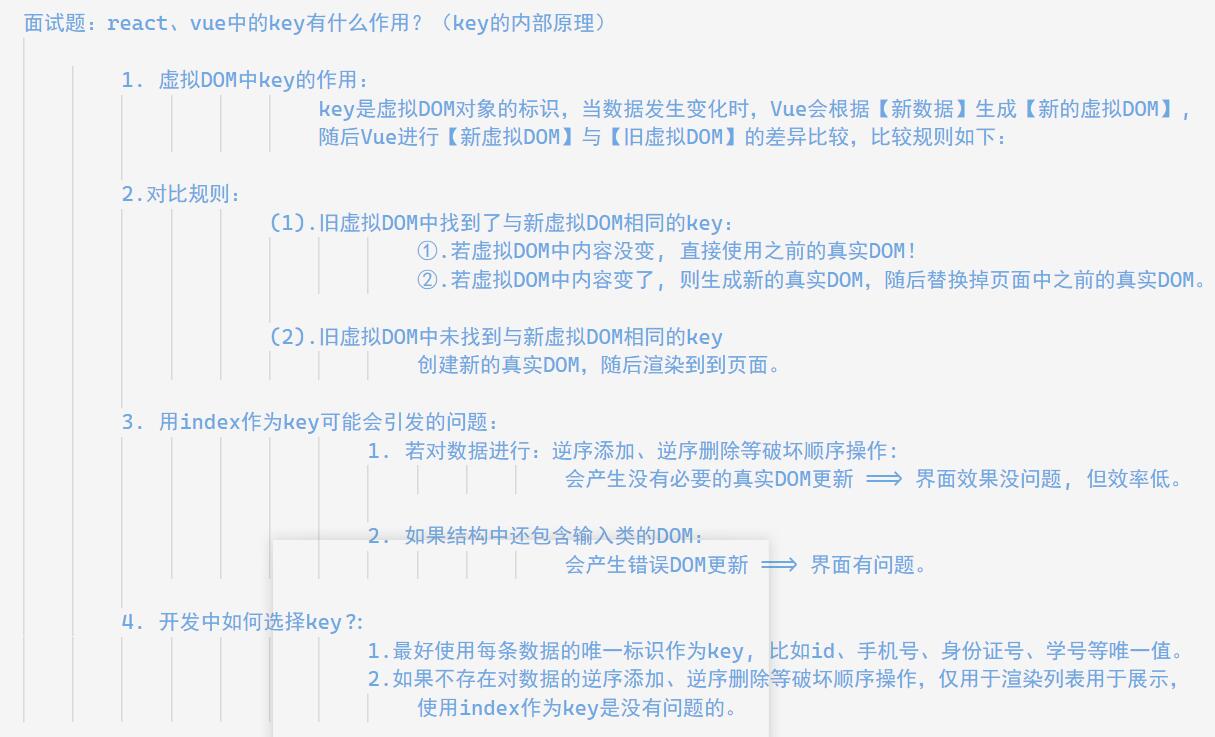 面试题：react、vue中的key有什么作用？（key的内部原理）
1. 虚拟DOM中key的作用：
key是虚拟DOM对象的标识，当数据发生变化时，Vue会根据【新数据】生成【新的虚拟DOM】，
随后Vue进行【新虚拟DOM】与【旧虚拟DOM】的差异比较，比较规则如下：
2.对比规则：
(1).旧虚拟DOM中找到了与新虚拟DOM相同的key：
①.若虚拟DOM中内容没变，直接使用之前的真实DOM！
②.若虚拟DOM中内容变了，则生成新的真实DOM，随后替换掉页面中之前的真实DOM。
(2).旧虚拟DOM中未找到与新虚拟DOM相同的key
创建新的真实DOM，随后渲染到到页面。
3. 用index作为key可能会引发的问题：
1. 若对数据进行：逆序添加、逆序删除等破坏顺序操作:
会产生没有必要的真实DOM更新 ==> 界面效果没问题，但效率低。
2. 如果结构中还包含输入类的DOM：
会产生错误DOM更新 ==> 界面有问题。
4. 开发中如何选择key?:
1.最好使用每条数据的唯一标识作为key，比如id、手机号、身份证号、学号等唯一值。
2.如果不存在对数据的逆序添加、逆序删除等破坏顺序操作，仅用于渲染列表用于展示，
使用index作为key是没有问题的。